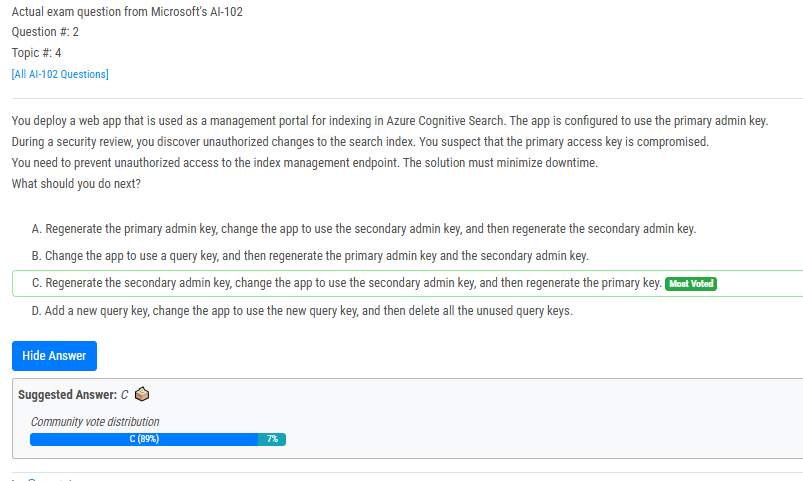 Actual exam question from Microsoft's AI-102
Question #: 2
Topic #: 4
[All AI-102 Questions]
You deploy a web app that is used as a management portal for indexing in Azure Cognitive Search. The app is configured to use the primary admin key.
During a security review, you discover unauthorized changes to the search index. You suspect that the primary access key is compromised.
You need to prevent unauthorized access to the index management endpoint. The solution must minimize downtime.
What should you do next?
A. Regenerate the primary admin key, change the app to use the secondary admin key, and then regenerate the secondary admin key.
B. Change the app to use a query key, and then regenerate the primary admin key and the secondary admin key.
C. Regenerate the secondary admin key, change the app to use the secondary admin key, and then regenerate the primary key. Most Voted
D. Add a new query key, change the app to use the new query key, and then delete all the unused query keys.
Hide Answer
Suggested Answer: C
Community vote distribution
C (89%) 7%